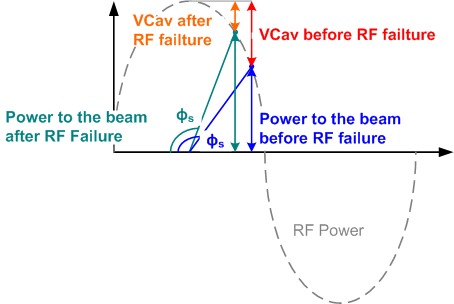 VCav after
RF failture
VCav before RF failture
Power to the beam
after RF Failure
ϕs
ϕs
Power to the beam
before RF failure
RF Power